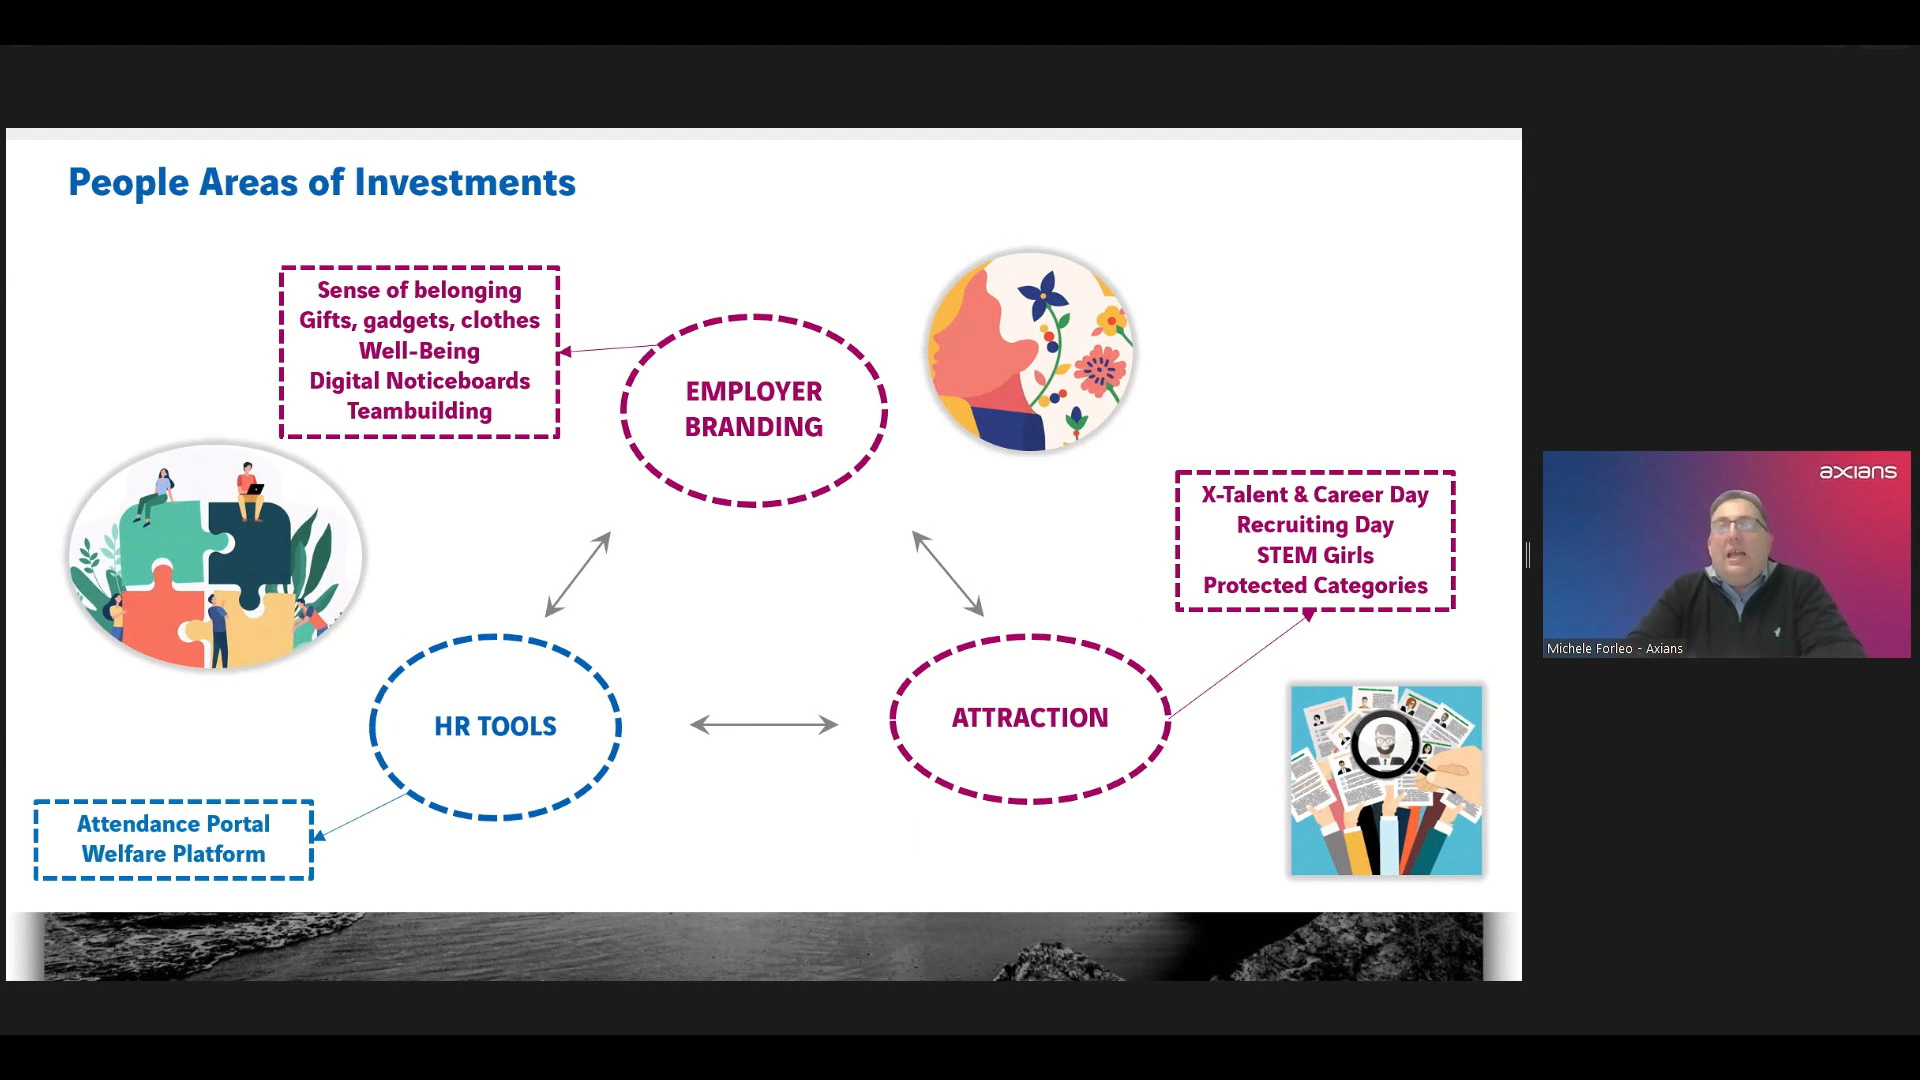 People Areas of Investments
Sense of belonging
Gifts, gadgets, clothes
Well-Being
Digital Noticeboards
Teambuilding
EMPLOYER
BRANDING
X-Talent & Career Day
Recruiting Day
STEM Girls
Protected Categories
HR TOOLS
ATTRACTION
Attendance Portal
Welfare Platform
axians
Michele Forleo - Axians